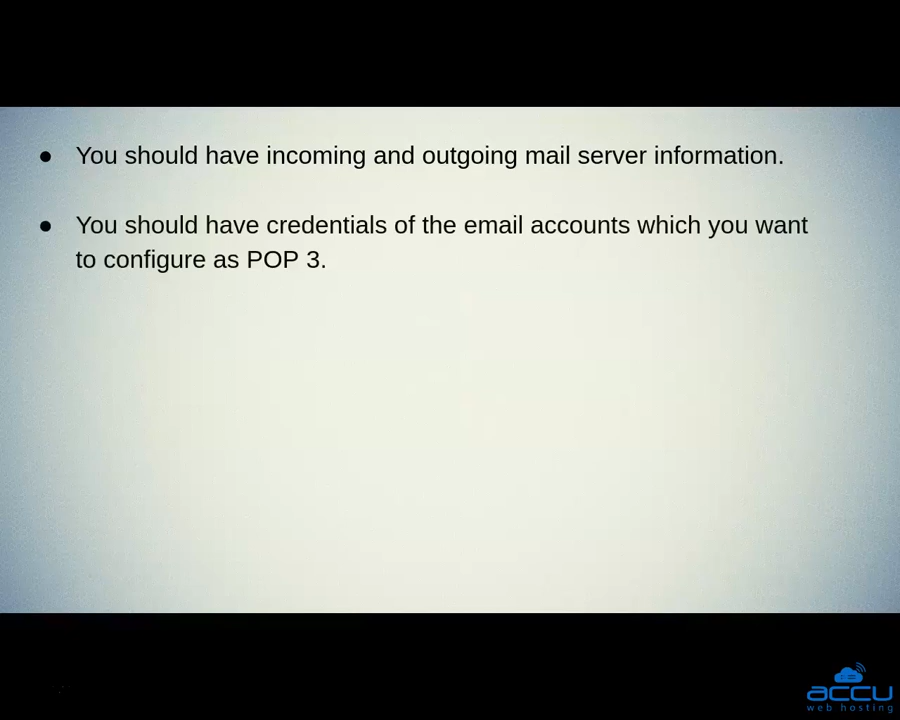 ● You should have incoming and outgoing mail server information.
● You should have credentials of the email accounts which you want
to configure as POP 3.
accu
web hosting